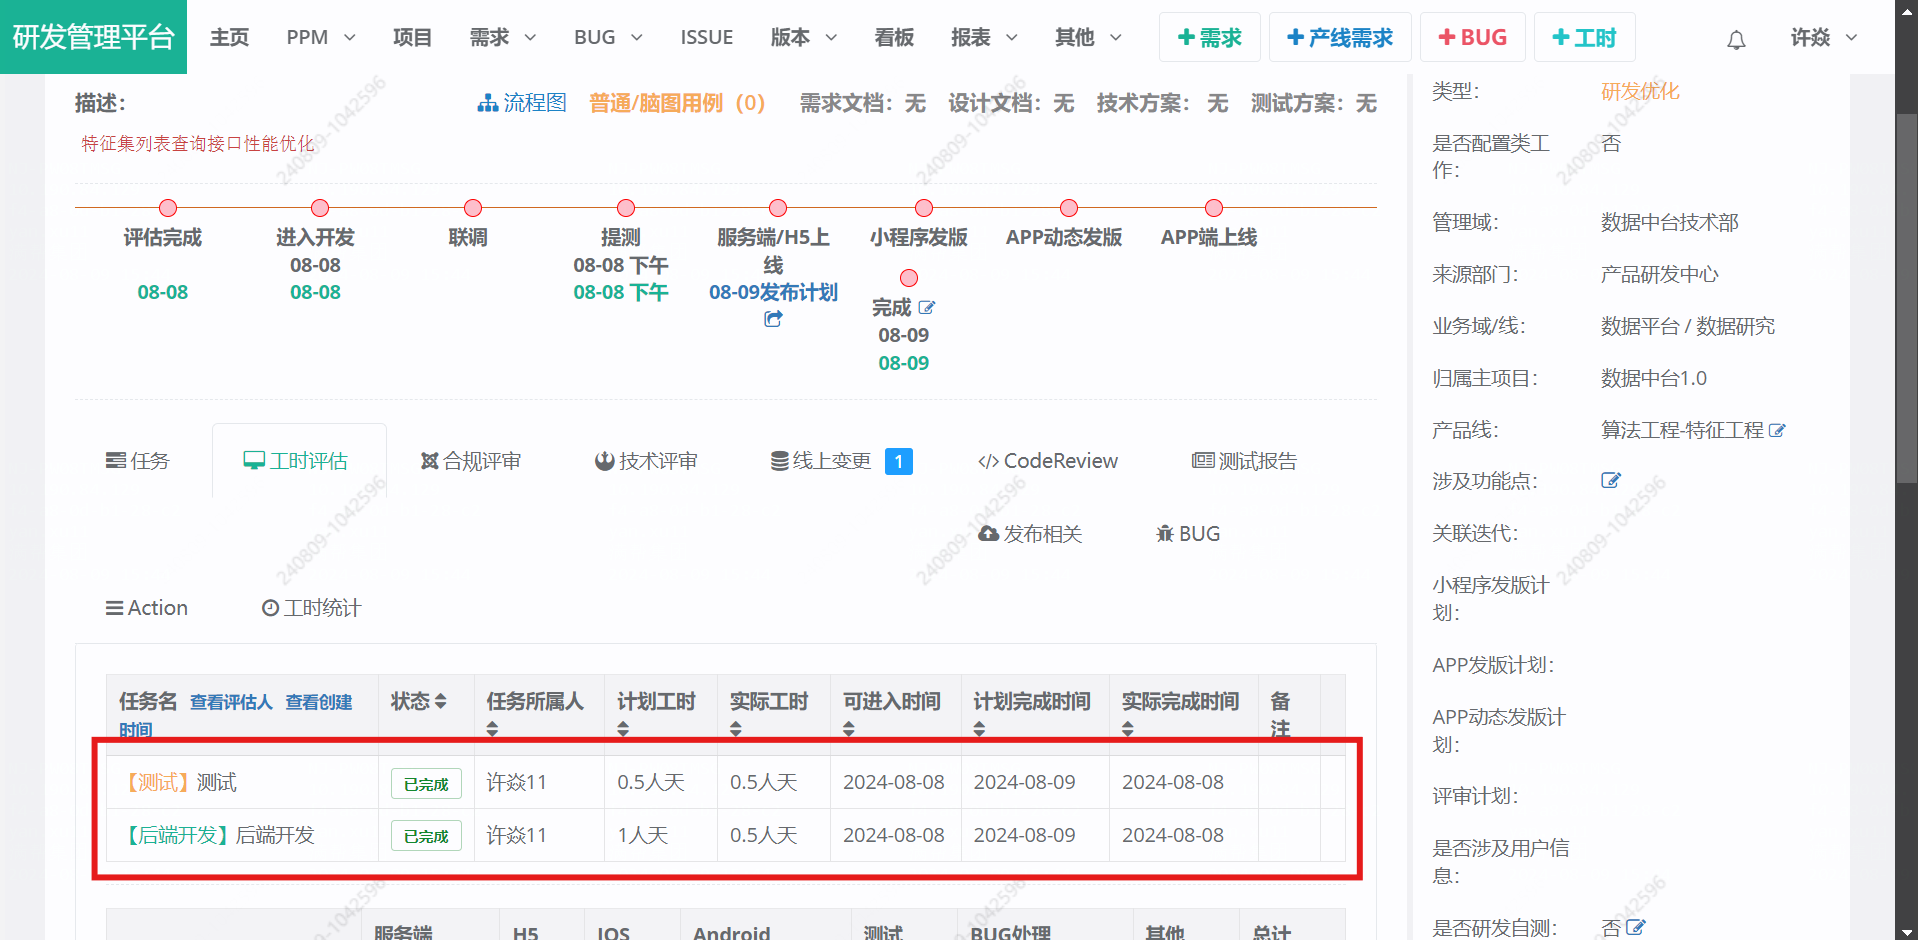 研发管理平台 主页 PPM 项目 需求 BUG ISSUE 版本 看板 报表 其他 +需求 +产线需求 +BUG +工时 许焱
描述： 流程图 普通/脑图用例（0） 需求文档：无 设计文档：无 技术方案：无 测试方案：无
特征集列表查询接口性能优化
评估完成 进入开发 联调 提测 服务端/H5上线 小程序发版 APP动态发版 APP端上线
08-08 08-08 下午
08-08 08-08 08-08 下午 08-09发布计划
完成
08-09
08-09
任务 工时评估 合规评审 技术评审 线上变更 1 </> CodeReview 测试报告
发布相关 BUG
Action 工时统计
任务名 查看评估人 查看创建时间 状态 任务所属人 计划工时 实际工时 可进入时间 计划完成时间 实际完成时间 备注
【测试】测试 已完成 许焱11 0.5人天 0.5人天 2024-08-08 2024-08-09 2024-08-08
【后端开发】后端开发 已完成 许焱11 1人天 0.5人天 2024-08-08 2024-08-09 2024-08-08
服务端 H5 IOS Android 测试 BUG处理 其他 总计
类型： 研发优化
是否配置类工作： 否
管理域： 数据中台技术部
来源部门： 产品研发中心
业务域/线： 数据平台 / 数据研究
归属主项目： 数据中台1.0
产品线： 算法工程-特征工程
涉及功能点：
关联迭代：
小程序发版计划：
APP发版计划：
APP动态发版计划：
评审计划：
是否涉及用户信息：
是否研发自测： 否
240809-1042596
240809-1042596
240809-1042596
240809-1042596
240809-1042596
240809-1042596